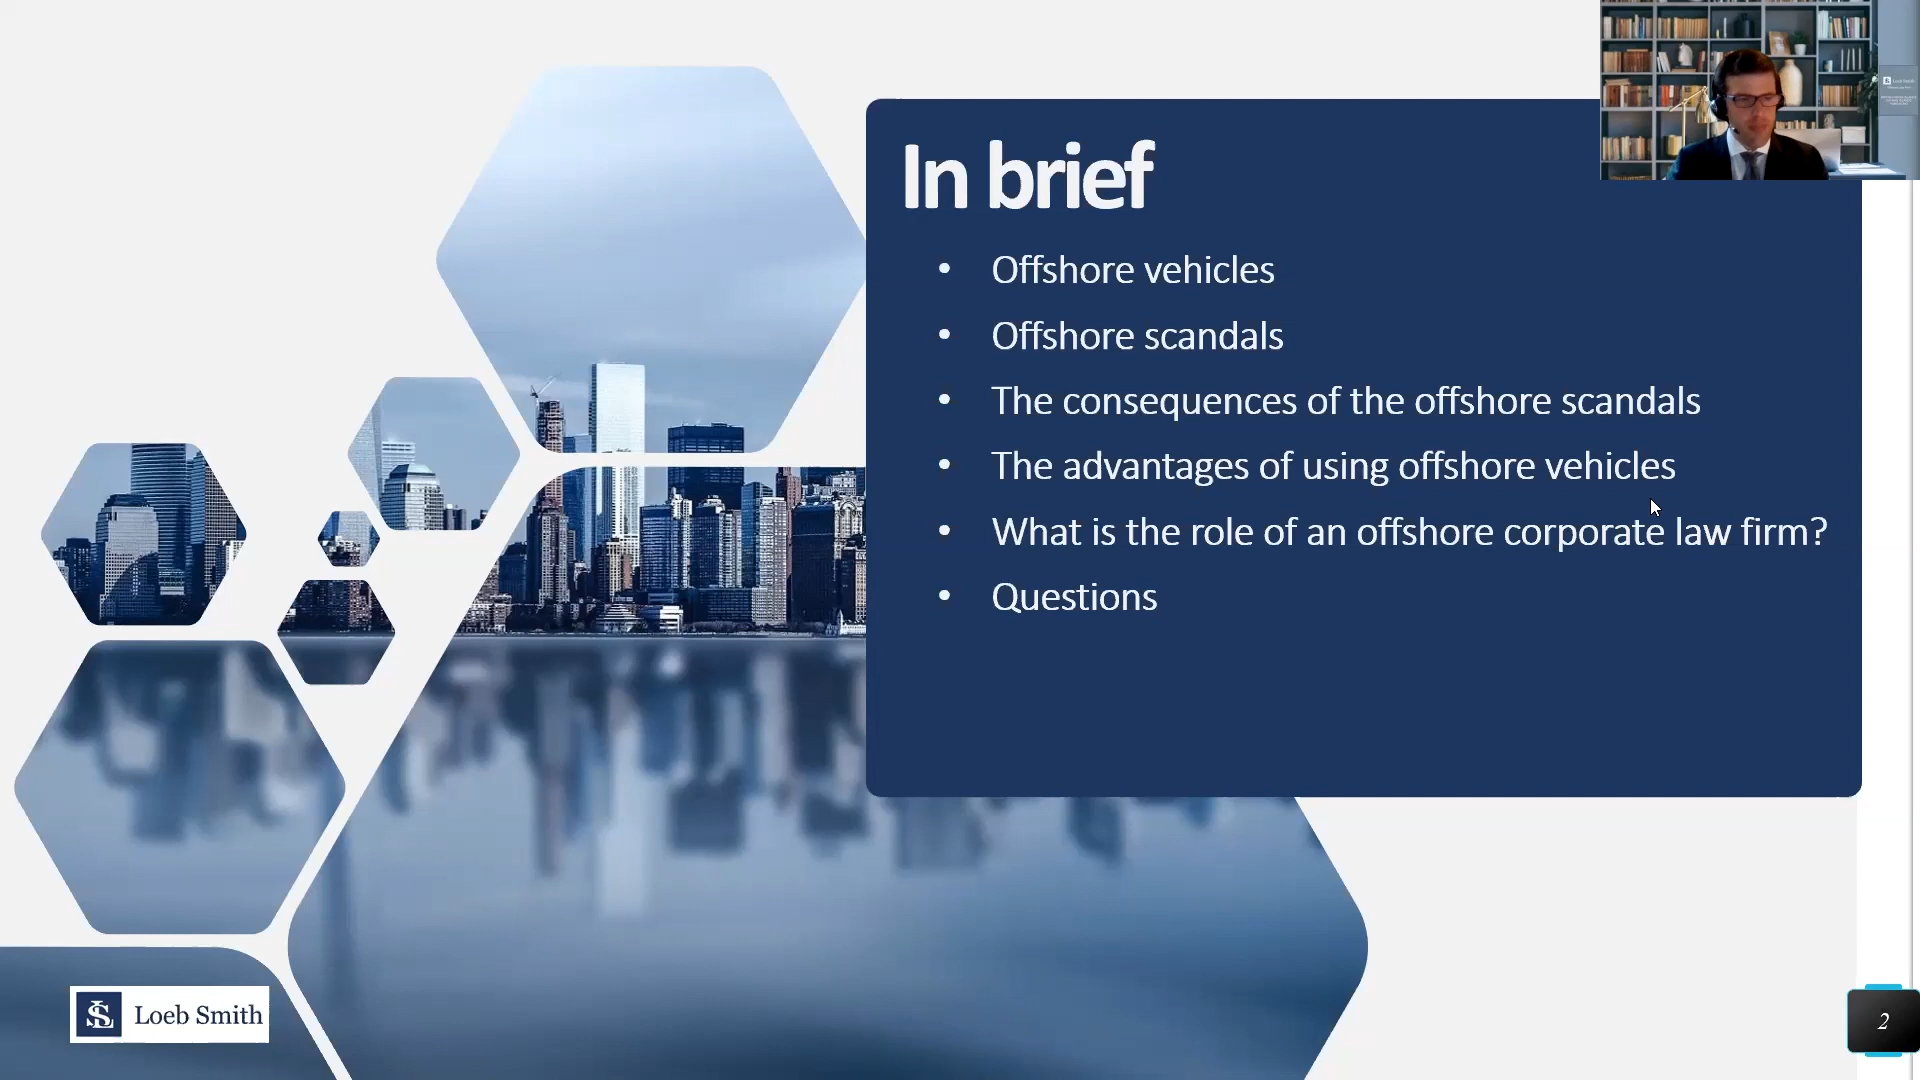 In brief
• Offshore vehicles
• Offshore scandals
• The consequences of the offshore scandals
• The advantages of using offshore vehicles
• What is the role of an offshore corporate law firm?
• Questions
LS Loeb Smith
2